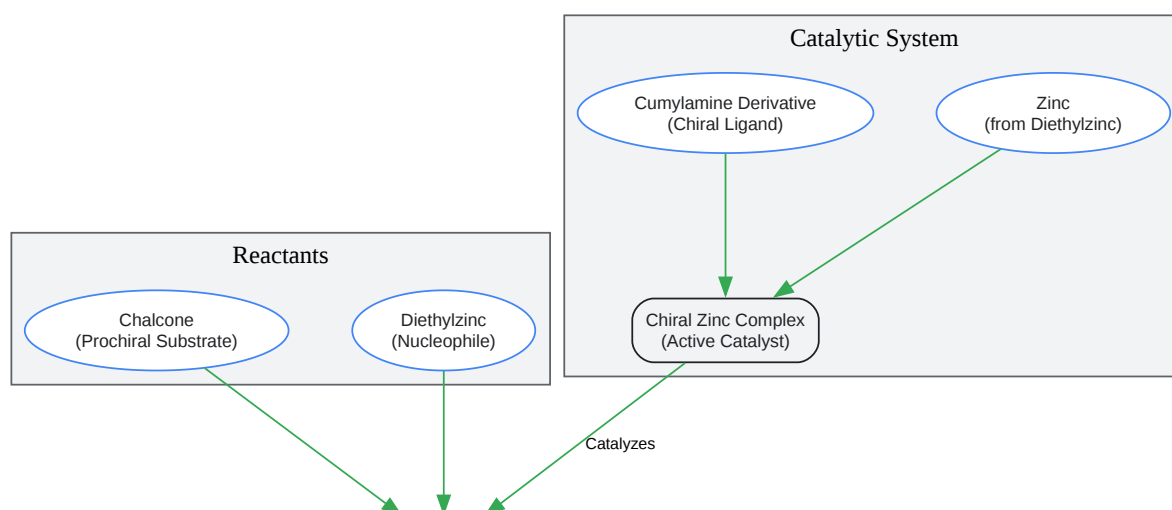 Catalytic System
Cumylamine Derivative
(Chiral Ligand)
Zinc
(from Diethylzinc)
Reactants
Chalcone
(Prochiral Substrate)
Diethylzinc
(Nucleophile)
Chiral Zinc Complex
(Active Catalyst)
Catalyzes